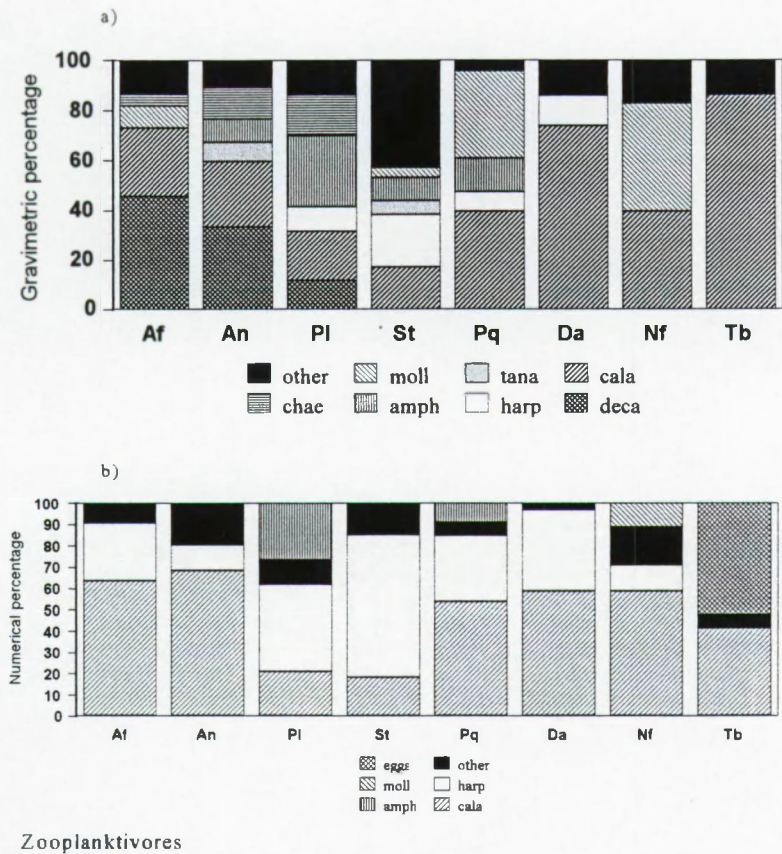 a)
Gravimetric percentage
100
80
60
40
20
0
Af An Pl St Pq Da Nf Tb
other moll tana cala
chae amph harp deca
b)
Numerical percentage
100
90
80
70
60
50
40
30
20
10
0
Af An Pl St Pq Da Nf Tb
eggs other
moll harp
amph cala
Zooplanktivores